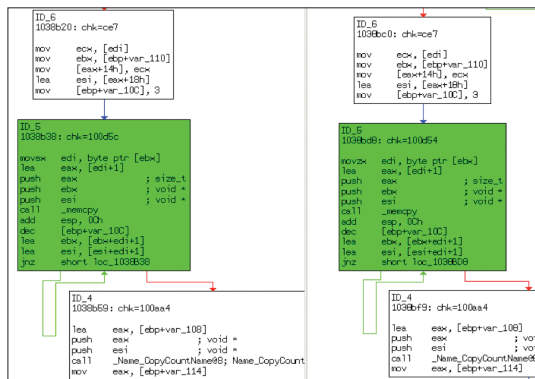 ID_6
1038b20: chk=ce7
mov ecx, [edi]
mov ebx, [ebp+var_110]
mov [eax+14h], ecx
lea esi, [eax+18h]
mov [ebp+var_10C], 3
ID_5
1038b38: chk=100d5c
movsx edi, byte ptr [ebx]
lea eax, [edi+1]
push eax ; size_t
push ebx ; void *
push esi ; void *
call _memcpy
add esp, 0Ch
dec [ebp+var_10C]
lea ebx, [ebx+edi+1]
lea esi, [esi+edi+1]
jnz short loc_1038B38
ID_4
1038b59: chk=100aa4
lea eax, [ebp+var_108]
push eax ; void *
push esi ; void *
call _Name_CopyCountName@8; Name_CopyCount
mov eax, [ebp+var_114]
ID_6
1038bc0: chk=ce7
mov ecx, [edi]
mov ebx, [ebp+var_110]
mov [eax+14h], ecx
lea esi, [eax+18h]
mov [ebp+var_10C], 3
ID_5
1038bd8: chk=100d54
movzx edi, byte ptr [ebx]
lea eax, [edi+1]
push eax ; size_t
push ebx ; void *
push esi ; void *
call _memcpy
add esp, 0Ch
dec [ebp+var_10C]
lea ebx, [ebx+edi+1]
lea esi, [esi+edi+1]
jnz short loc_1038BD8
ID_4
1038bf9: chk=100aa4
lea eax, [ebp+var_108]
push eax ; vo
push esi ; voi
call _Name_CopyCountName@8
mov eax, [ebp+var_114]